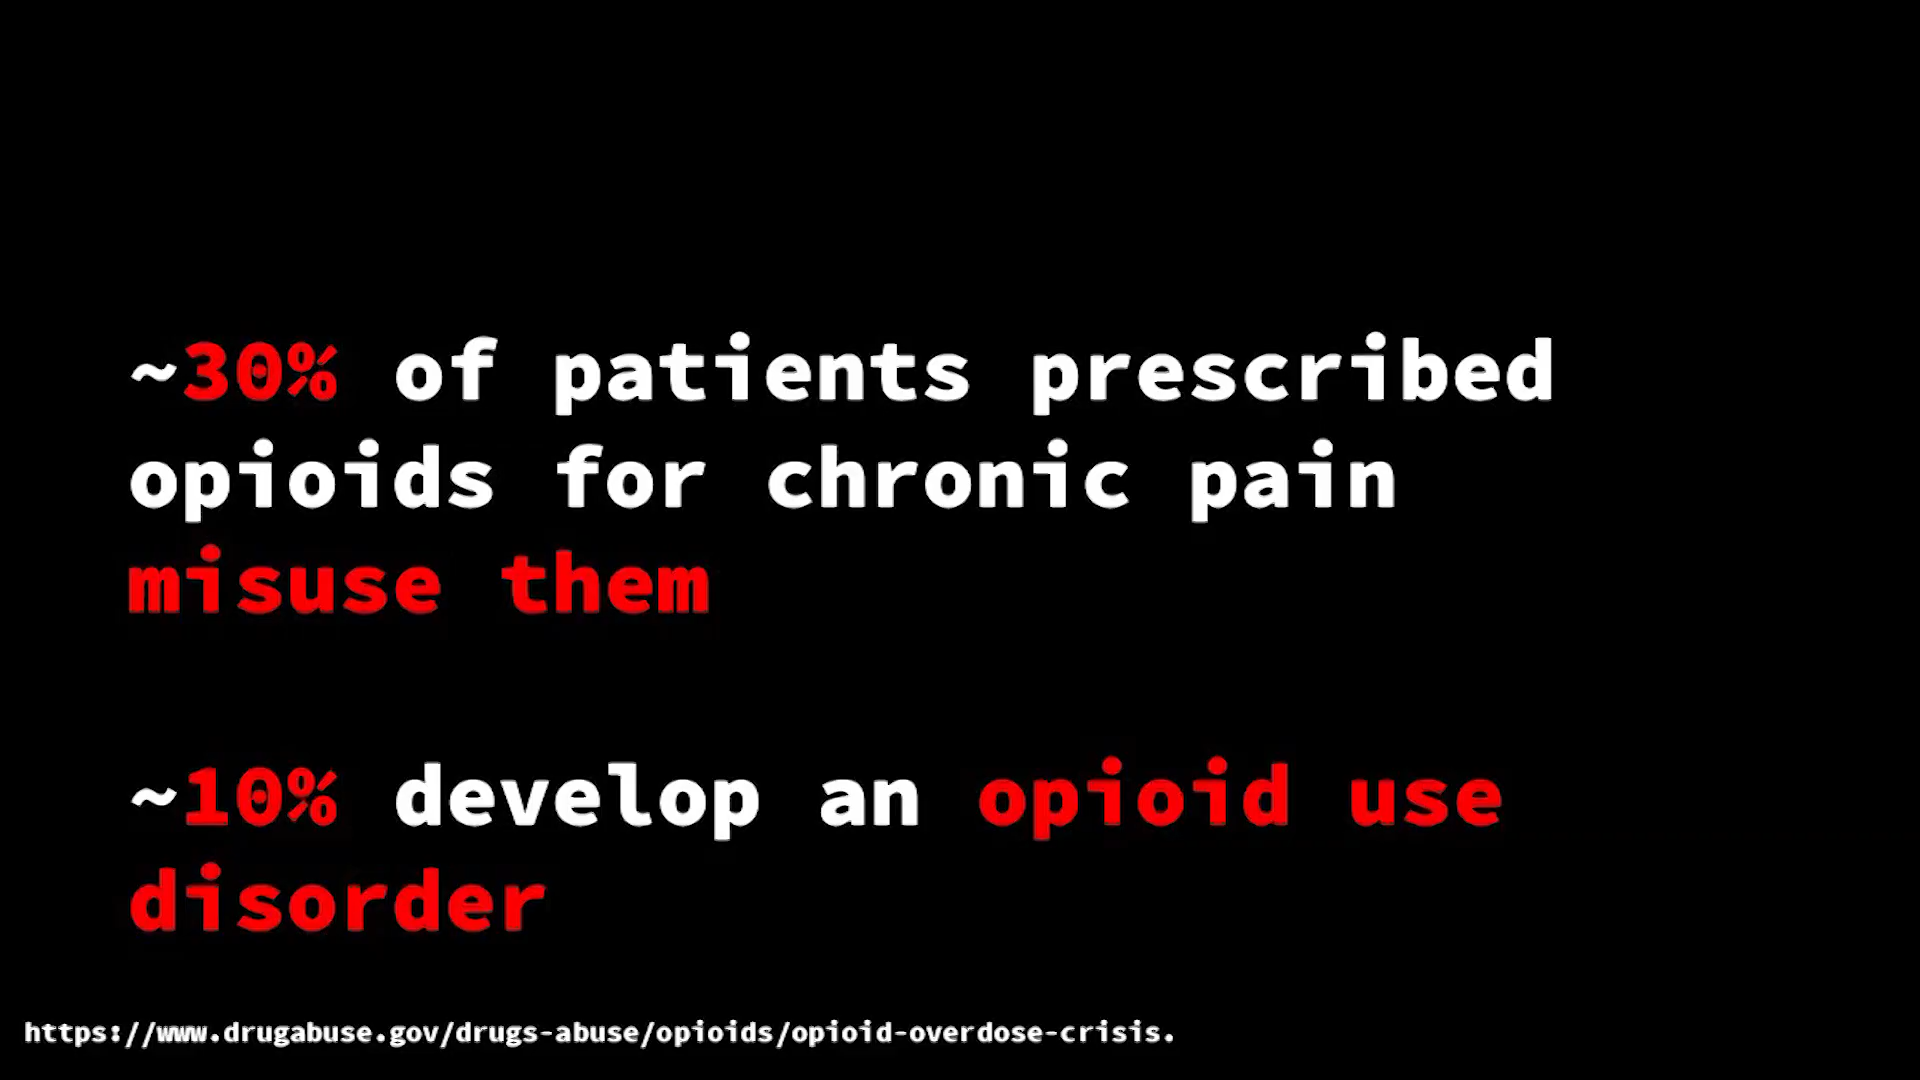 ~30% of patients prescribed
opioids for chronic pain
misuse them
~10% develop an opioid use
disorder
https://www.drugabuse.gov/drugs-abuse/opioids/opioid-overdose-crisis.